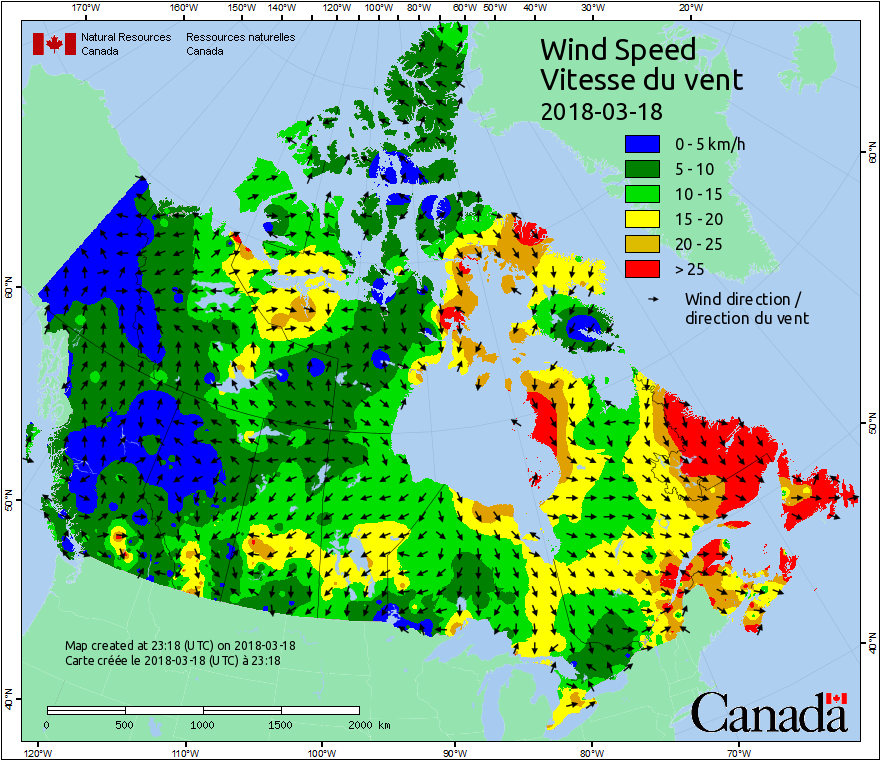 170°W 160°W 150°W 140°W 130°W 120°W 110°W 100°W 90°W 80°W 70°W 60°W 50°W 40°W 30°W 20°W
Natural Resources Canada
Ressources naturelles Canada
Wind Speed
Vitesse du vent
2018-03-18
0 - 5 km/h
5 - 10
10 - 15
15 - 20
20 - 25
> 25
Wind direction /
direction du vent
60°N
50°N
40°N
60°N
50°N
40°N
Map created at 23:18 (UTC) on 2018-03-18
Carte créée le 2018-03-18 (UTC) à 23:18
0 500 1000 1500 2000 km
Canada
120°W 110°W 100°W 90°W 80°W 70°W